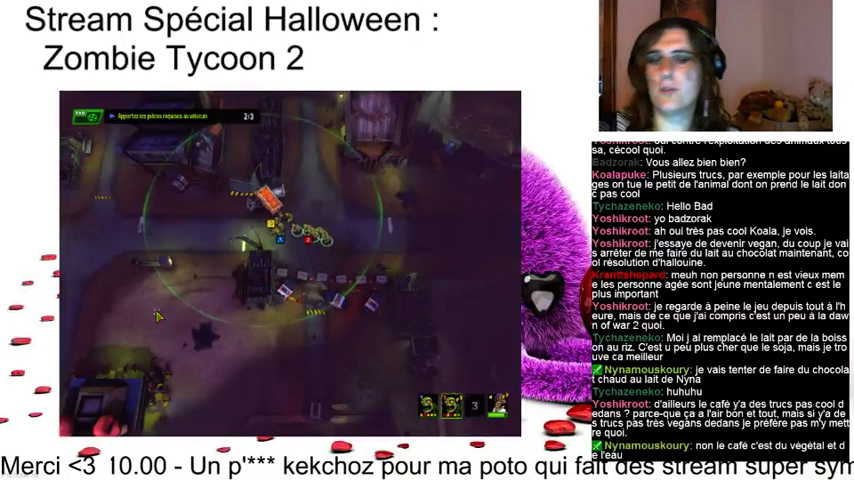 Stream Spécial Halloween :
Zombie Tycoon 2
Apportez les pièces requises au véhicule
2/3
3
sa, cécool quoi.
Badzorak: Vous allez bien bien?
Koalapuke: Plusieurs trucs, par exemple pour les laita
ges on tue le petit de l'animal dont on prend le lait don
c pas cool
Tychazeneko: Hello Bad
Yoshikroot: yo badzorak
Yoshikroot: ah oui très pas cool Koala, je vois.
Yoshikroot: j'essaye de devenir vegan, du coup je vai
s arrêter de me faire du lait au chocolat maintenant, co
ol résolution d'hallouine.
Kranttshepard: meuh non personne n est vieux mem
e les personne agée sont jeune mentalement c est le
plus important
Yoshikroot: je regarde à peine le jeu depuis tout à l'h
eure, mais de ce que j'ai compris c'est un peu à la daw
n of war 2 quoi.
Tychazeneko: Moi j ai remplacé le lait par de la boiss
on au riz. C'est u peu plus cher que le soja, mais je tro
uve ca meilleur
Nynamouskoury: je vais tenter de faire du chocola
t chaud au lait de Nyna
Tychazeneko: huhuhu
Yoshikroot: d'ailleurs le café y'a des trucs pas cool d
edans ? parce-que ça a l'air bon et tout, mais si y'a de
s trucs pas très vegans dedans je préfère pas m'y mett
re quoi.
Nynamouskoury: non le café c'est du végétal et d
e l'eau
Merci <3 10.00 - Un p'*** kekchoz pour ma poto qui fait des stream super sym